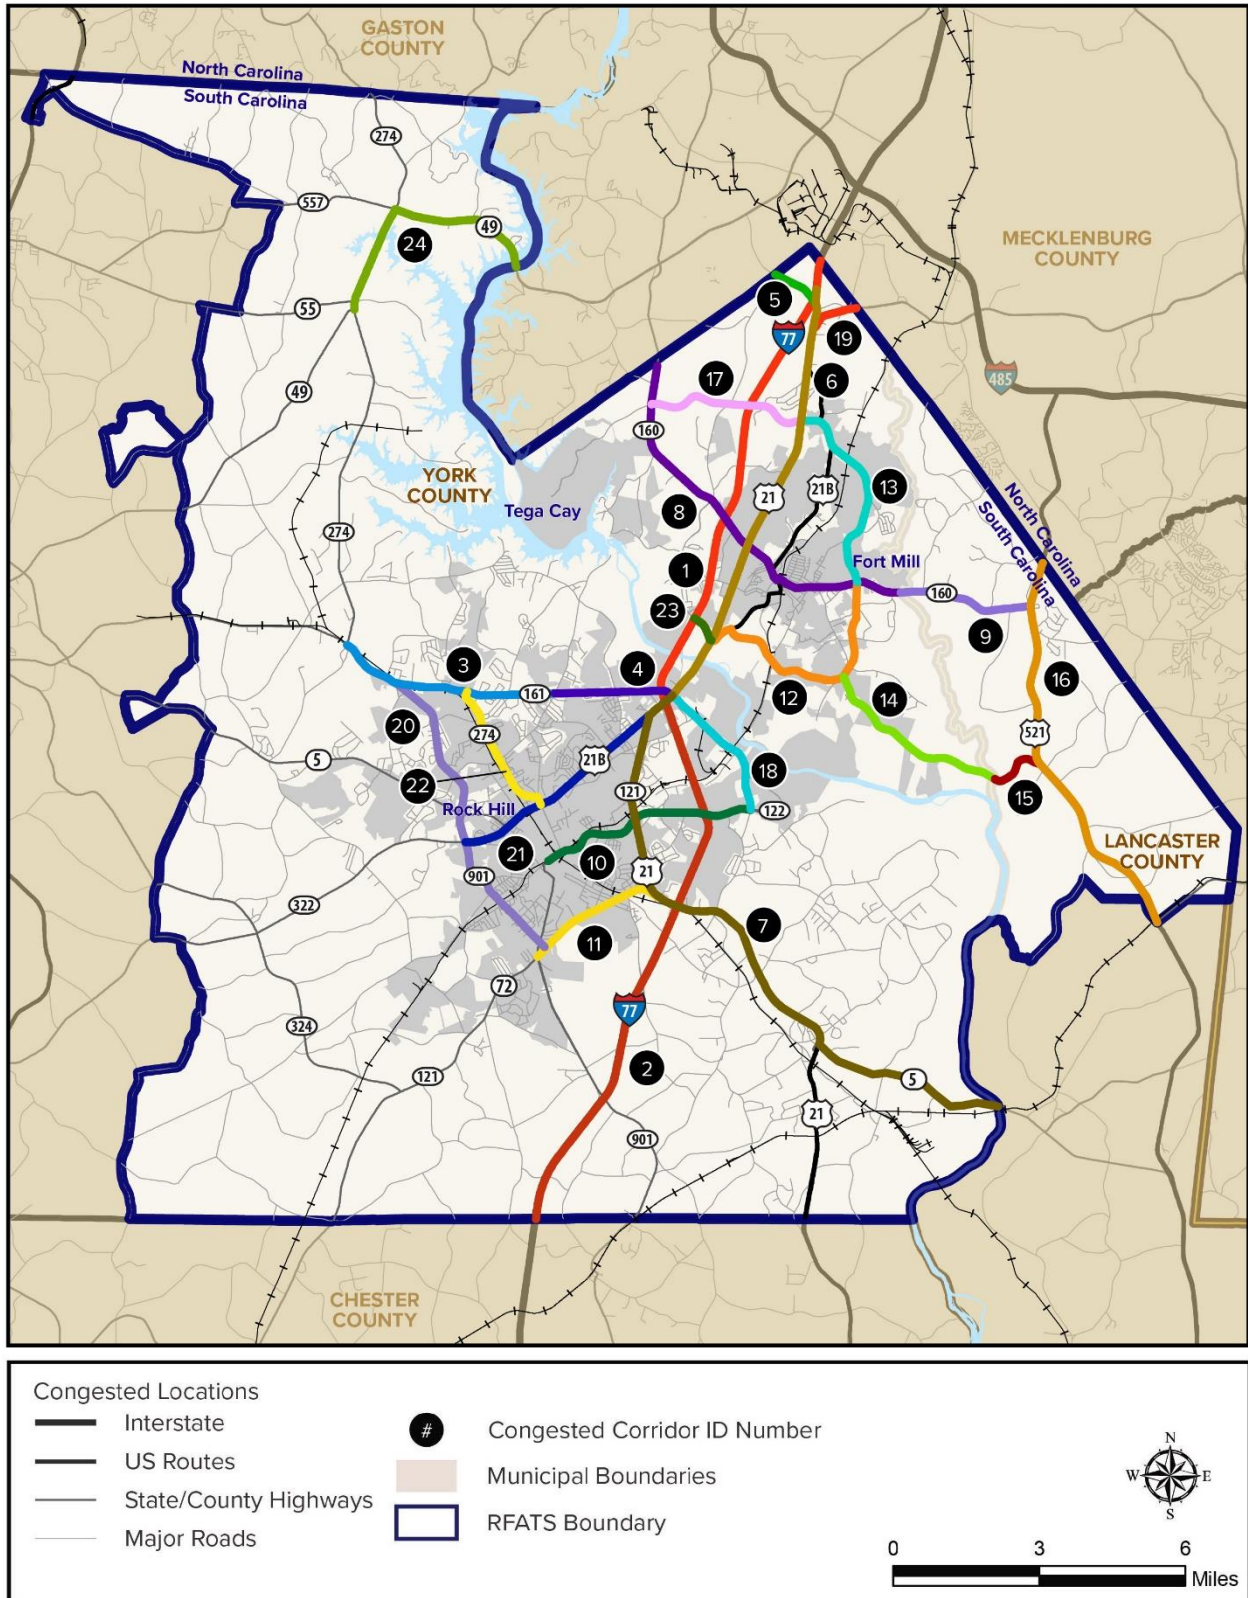 GASTON
COUNTY
North Carolina
South Carolina
274
557
49
24
MECKLENBURG
COUNTY
5
55
77
19
485
6
17
49
160
YORK
COUNTY
13
21
21B
Tega Cay
8
North Carolina
South Carolina
274
Fort Mill
1
160
23
9
3
4
16
161
12
20
14
274
521
5
21B
18
22
121
15
Rock Hill
122
LANCASTER
COUNTY
21
10
901
21
322
7
11
72
77
324
2
121
5
21
901
CHESTER
COUNTY
Congested Locations
Interstate
US Routes
State/County Highways
Major Roads
# Congested Corridor ID Number
Municipal Boundaries
RFATS Boundary
N
W E
S
0 3 6
Miles